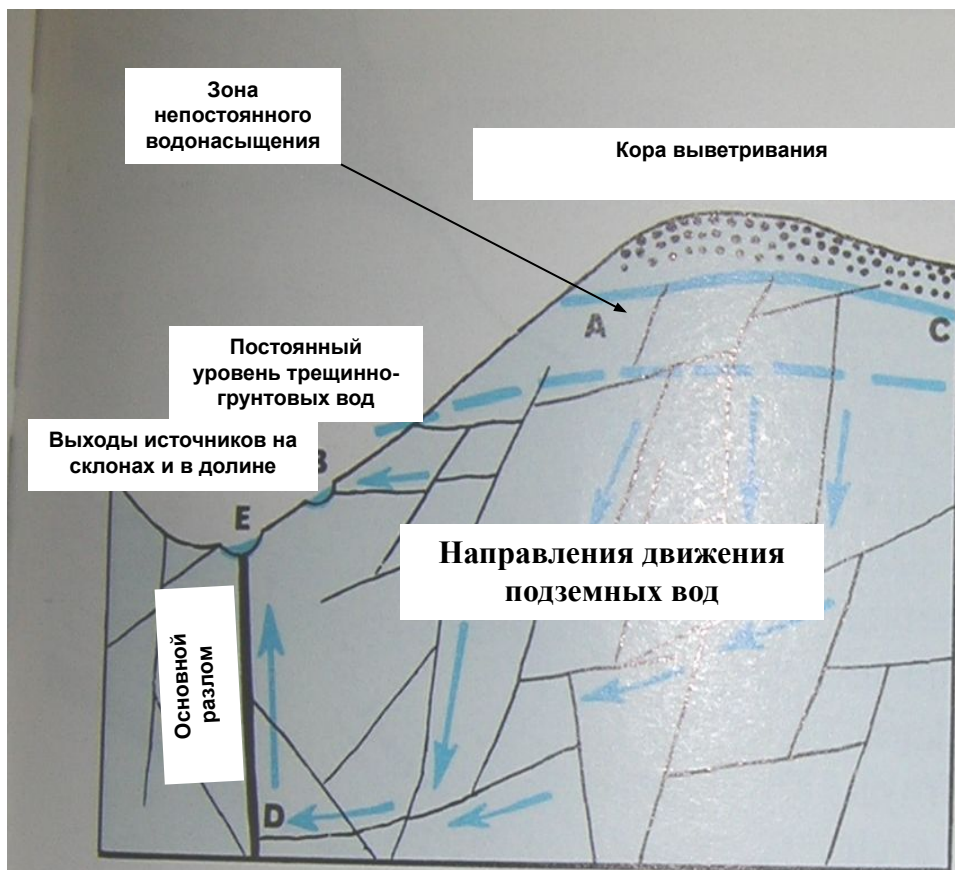 Зона
непостоянного
водонасыщения
Кора выветривания
A
C
Постоянный
уровень трещинно-
грунтовых вод
Выходы источников на
склонах и в долине
B
E
Направления движения
подземных вод
Основной
разлом
D